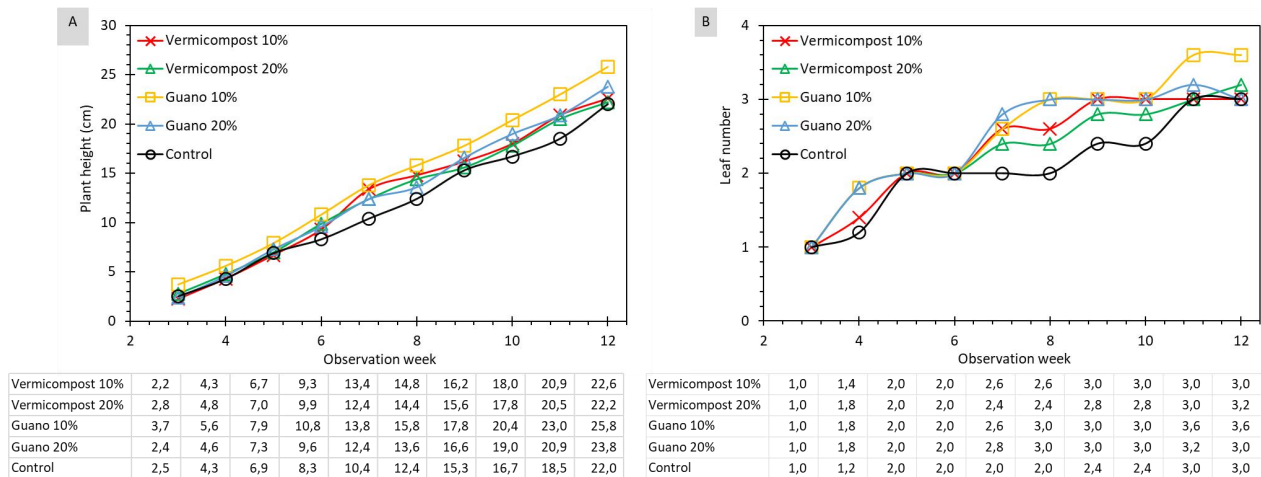 A
30
25
20
15
10
5
0
Plant height (cm)
Vermicompost 10%
Vermicompost 20%
Guano 10%
Guano 20%
Control
2 4 6 8 10 12
Observation week
Vermicompost 10% 2,2 4,3 6,7 9,3 13,4 14,8 16,2 18,0 20,9 22,6
Vermicompost 20% 2,8 4,8 7,0 9,9 12,4 14,4 15,6 17,8 20,5 22,2
Guano 10% 3,7 5,6 7,9 10,8 13,8 15,8 17,8 20,4 23,0 25,8
Guano 20% 2,4 4,6 7,3 9,6 12,4 13,6 16,6 19,0 20,9 23,8
Control 2,5 4,3 6,9 8,3 10,4 12,4 15,3 16,7 18,5 22,0
B
4
3
2
1
0
Leaf number
Vermicompost 10%
Vermicompost 20%
Guano 10%
Guano 20%
Control
2 4 6 8 10 12
Observation week
Vermicompost 10% 1,0 1,4 2,0 2,0 2,6 2,6 3,0 3,0 3,0 3,0
Vermicompost 20% 1,0 1,8 2,0 2,0 2,4 2,4 2,8 2,8 3,0 3,2
Guano 10% 1,0 1,8 2,0 2,0 2,6 3,0 3,0 3,0 3,6 3,6
Guano 20% 1,0 1,8 2,0 2,0 2,8 3,0 3,0 3,0 3,2 3,0
Control 1,0 1,2 2,0 2,0 2,0 2,0 2,4 2,4 3,0 3,0